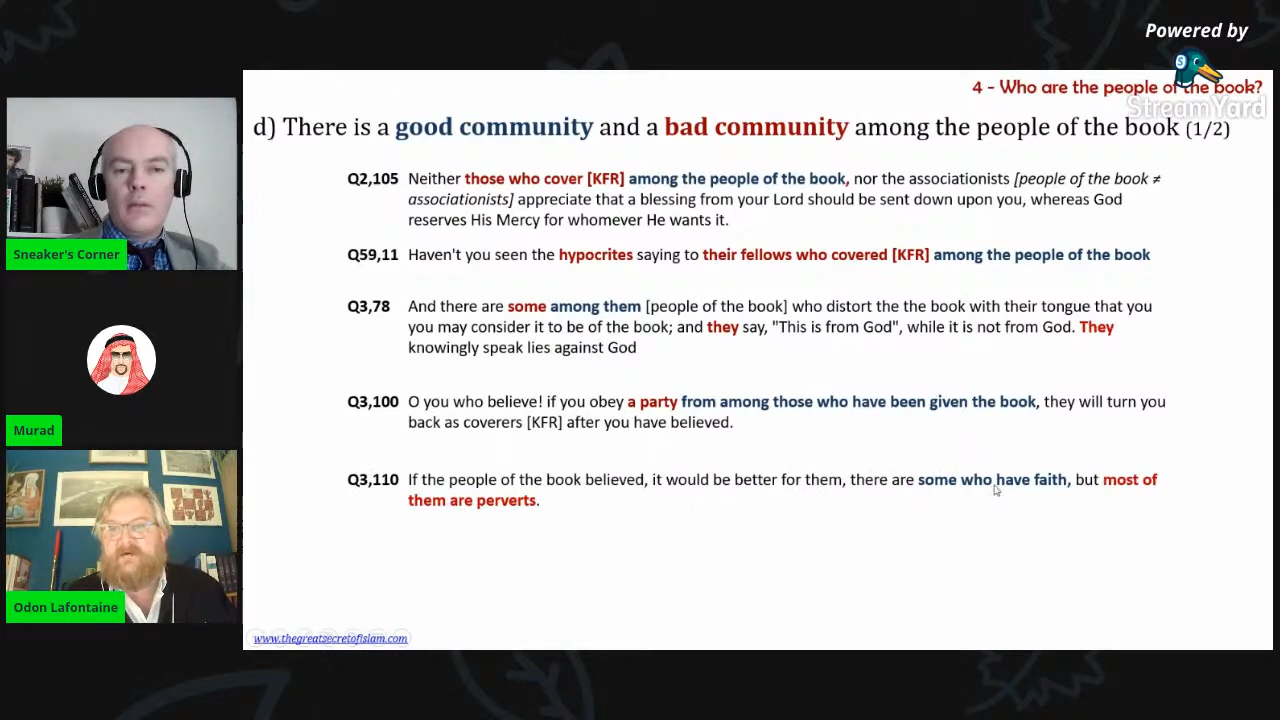 Powered by
StreamYard
4 - Who are the people of the book?
d) There is a good community and a bad community among the people of the book (1/2)
Q2,105 Neither those who cover [KFR] among the people of the book, nor the associationists [people of the book ≠
associationists] appreciate that a blessing from your Lord should be sent down upon you, whereas God
reserves His Mercy for whomever He wants it.
Q59,11 Haven't you seen the hypocrites saying to their fellows who covered [KFR] among the people of the book
Q3,78 And there are some among them [people of the book] who distort the the book with their tongue that you
you may consider it to be of the book; and they say, "This is from God", while it is not from God. They
knowingly speak lies against God
Q3,100 O you who believe! if you obey a party from among those who have been given the book, they will turn you
back as coverers [KFR] after you have believed.
Q3,110 If the people of the book believed, it would be better for them, there are some who have faith, but most of
them are perverts.
www.thegreatsecretofislam.com
Sneaker's Corner
Murad
Odon Lafontaine